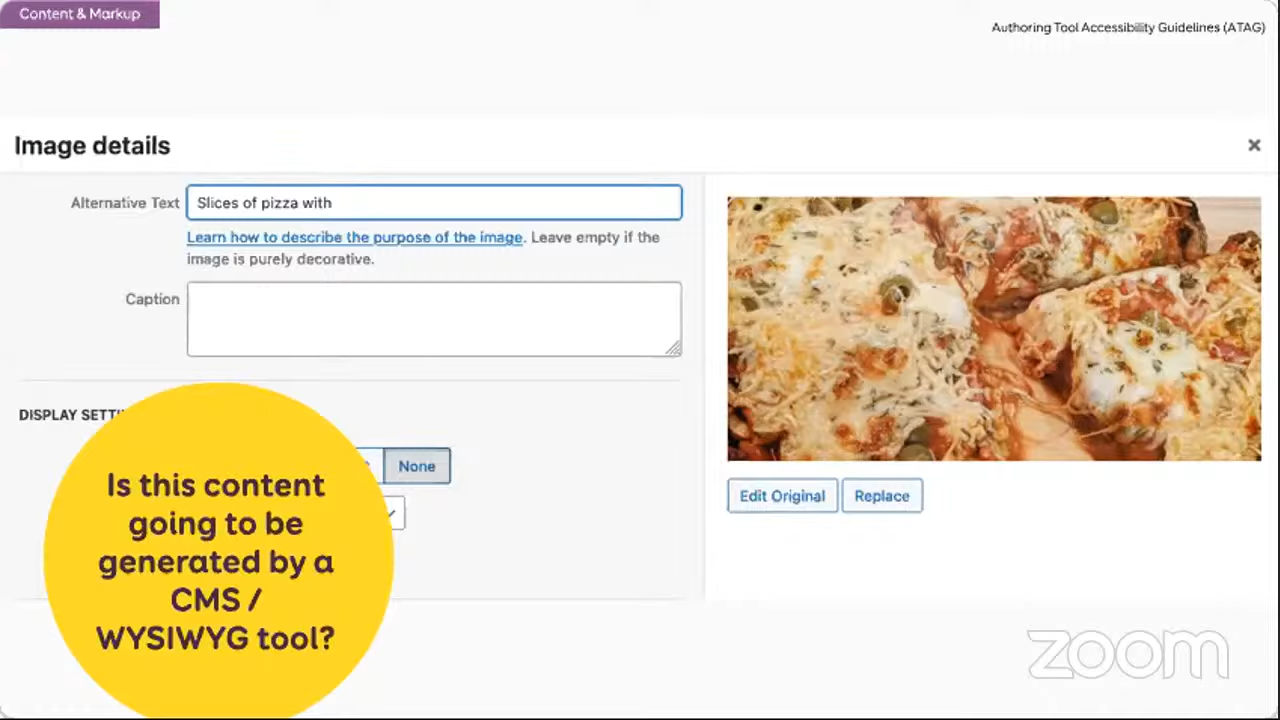 Content & Markup
Authoring Tool Accessibility Guidelines (ATAG)
Image details
Alternative Text
Slices of pizza with
Learn how to describe the purpose of the image. Leave empty if the
image is purely decorative.
Caption
DISPLAY SETTI
None
Edit Original
Replace
Is this content
going to be
generated by a
CMS /
WYSIWYG tool?
zoom